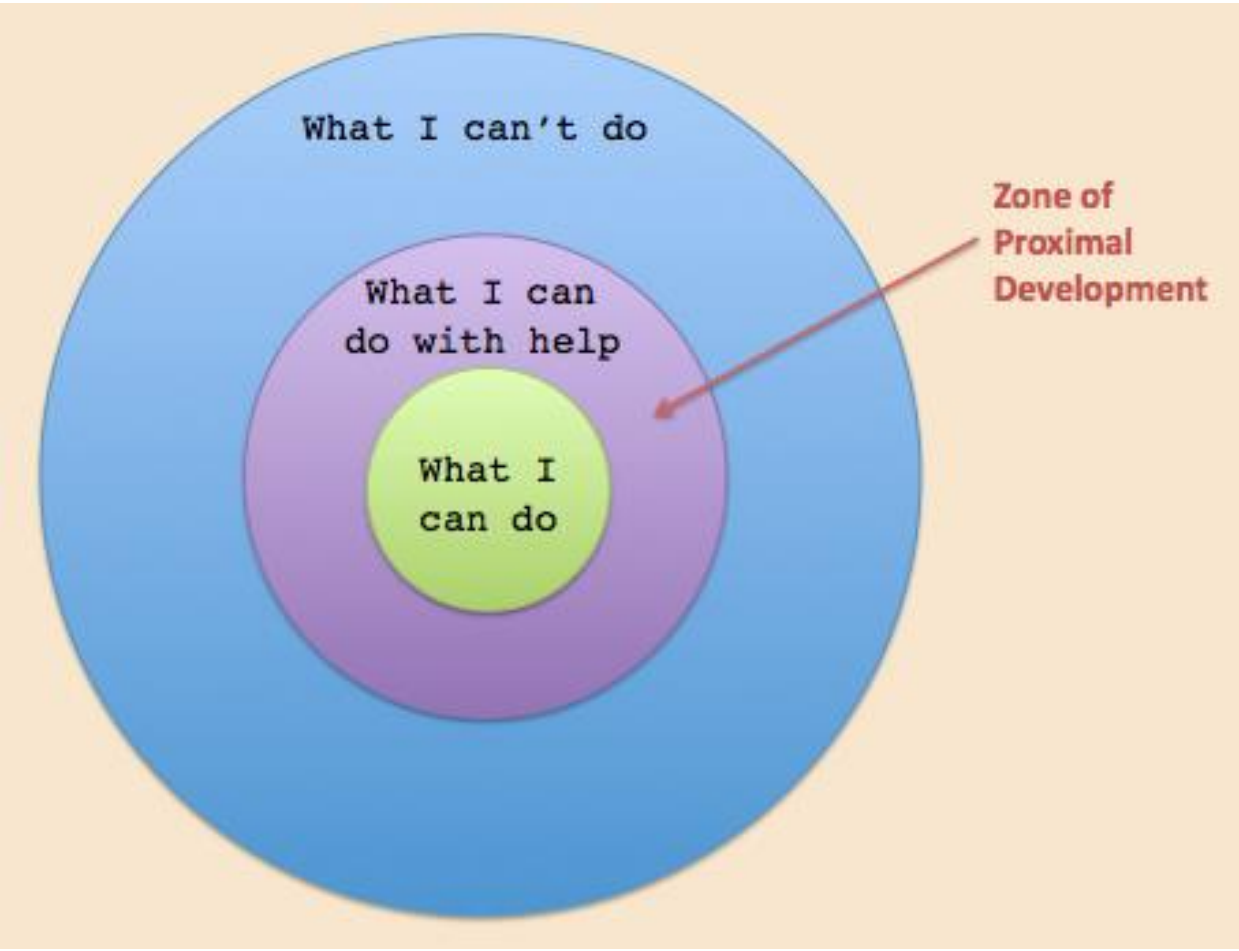 What I can't do
Zone of
Proximal
Development
What I can
do with help
What I
can do